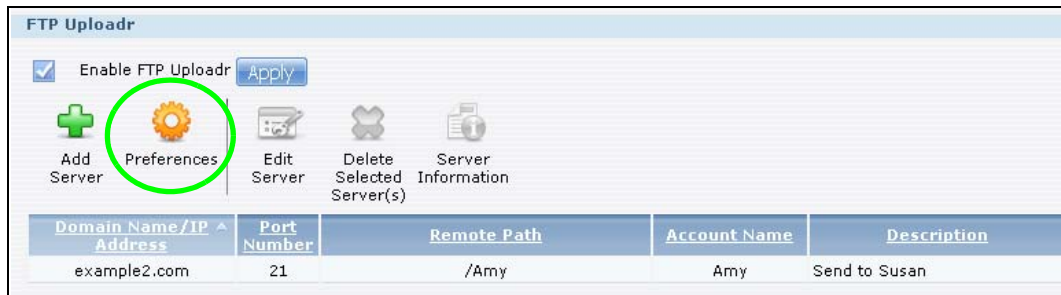 FTP Uploadr
Enable FTP Uploadr Apply
Add Server
Preferences
Edit Server
Delete Selected Server(s)
Server Information
Domain Name/IP Address
Port Number
Remote Path
Account Name
Description
example2.com 21 /Amy Amy Send to Susan